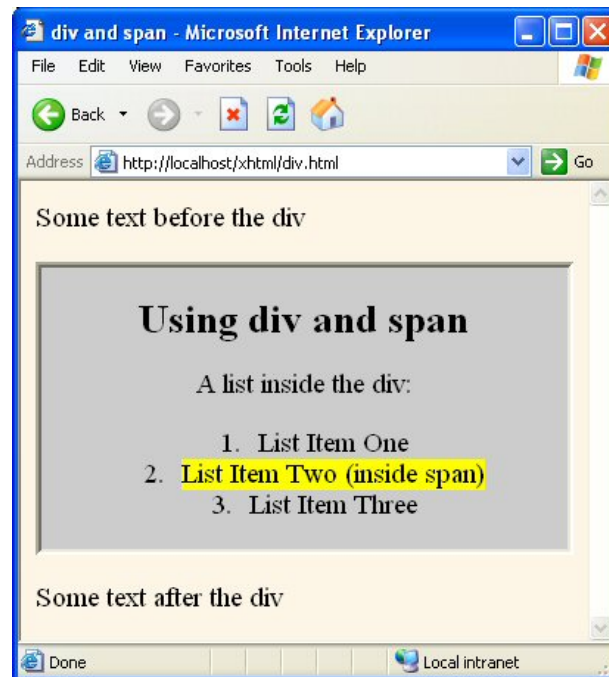 div and span - Microsoft Internet Explorer
File Edit View Favorites Tools Help
Back
Address http://localhost/xhtml/div.html Go
Some text before the div
Using div and span
A list inside the div:
1. List Item One
2. List Item Two (inside span)
3. List Item Three
Some text after the div
Done Local intranet